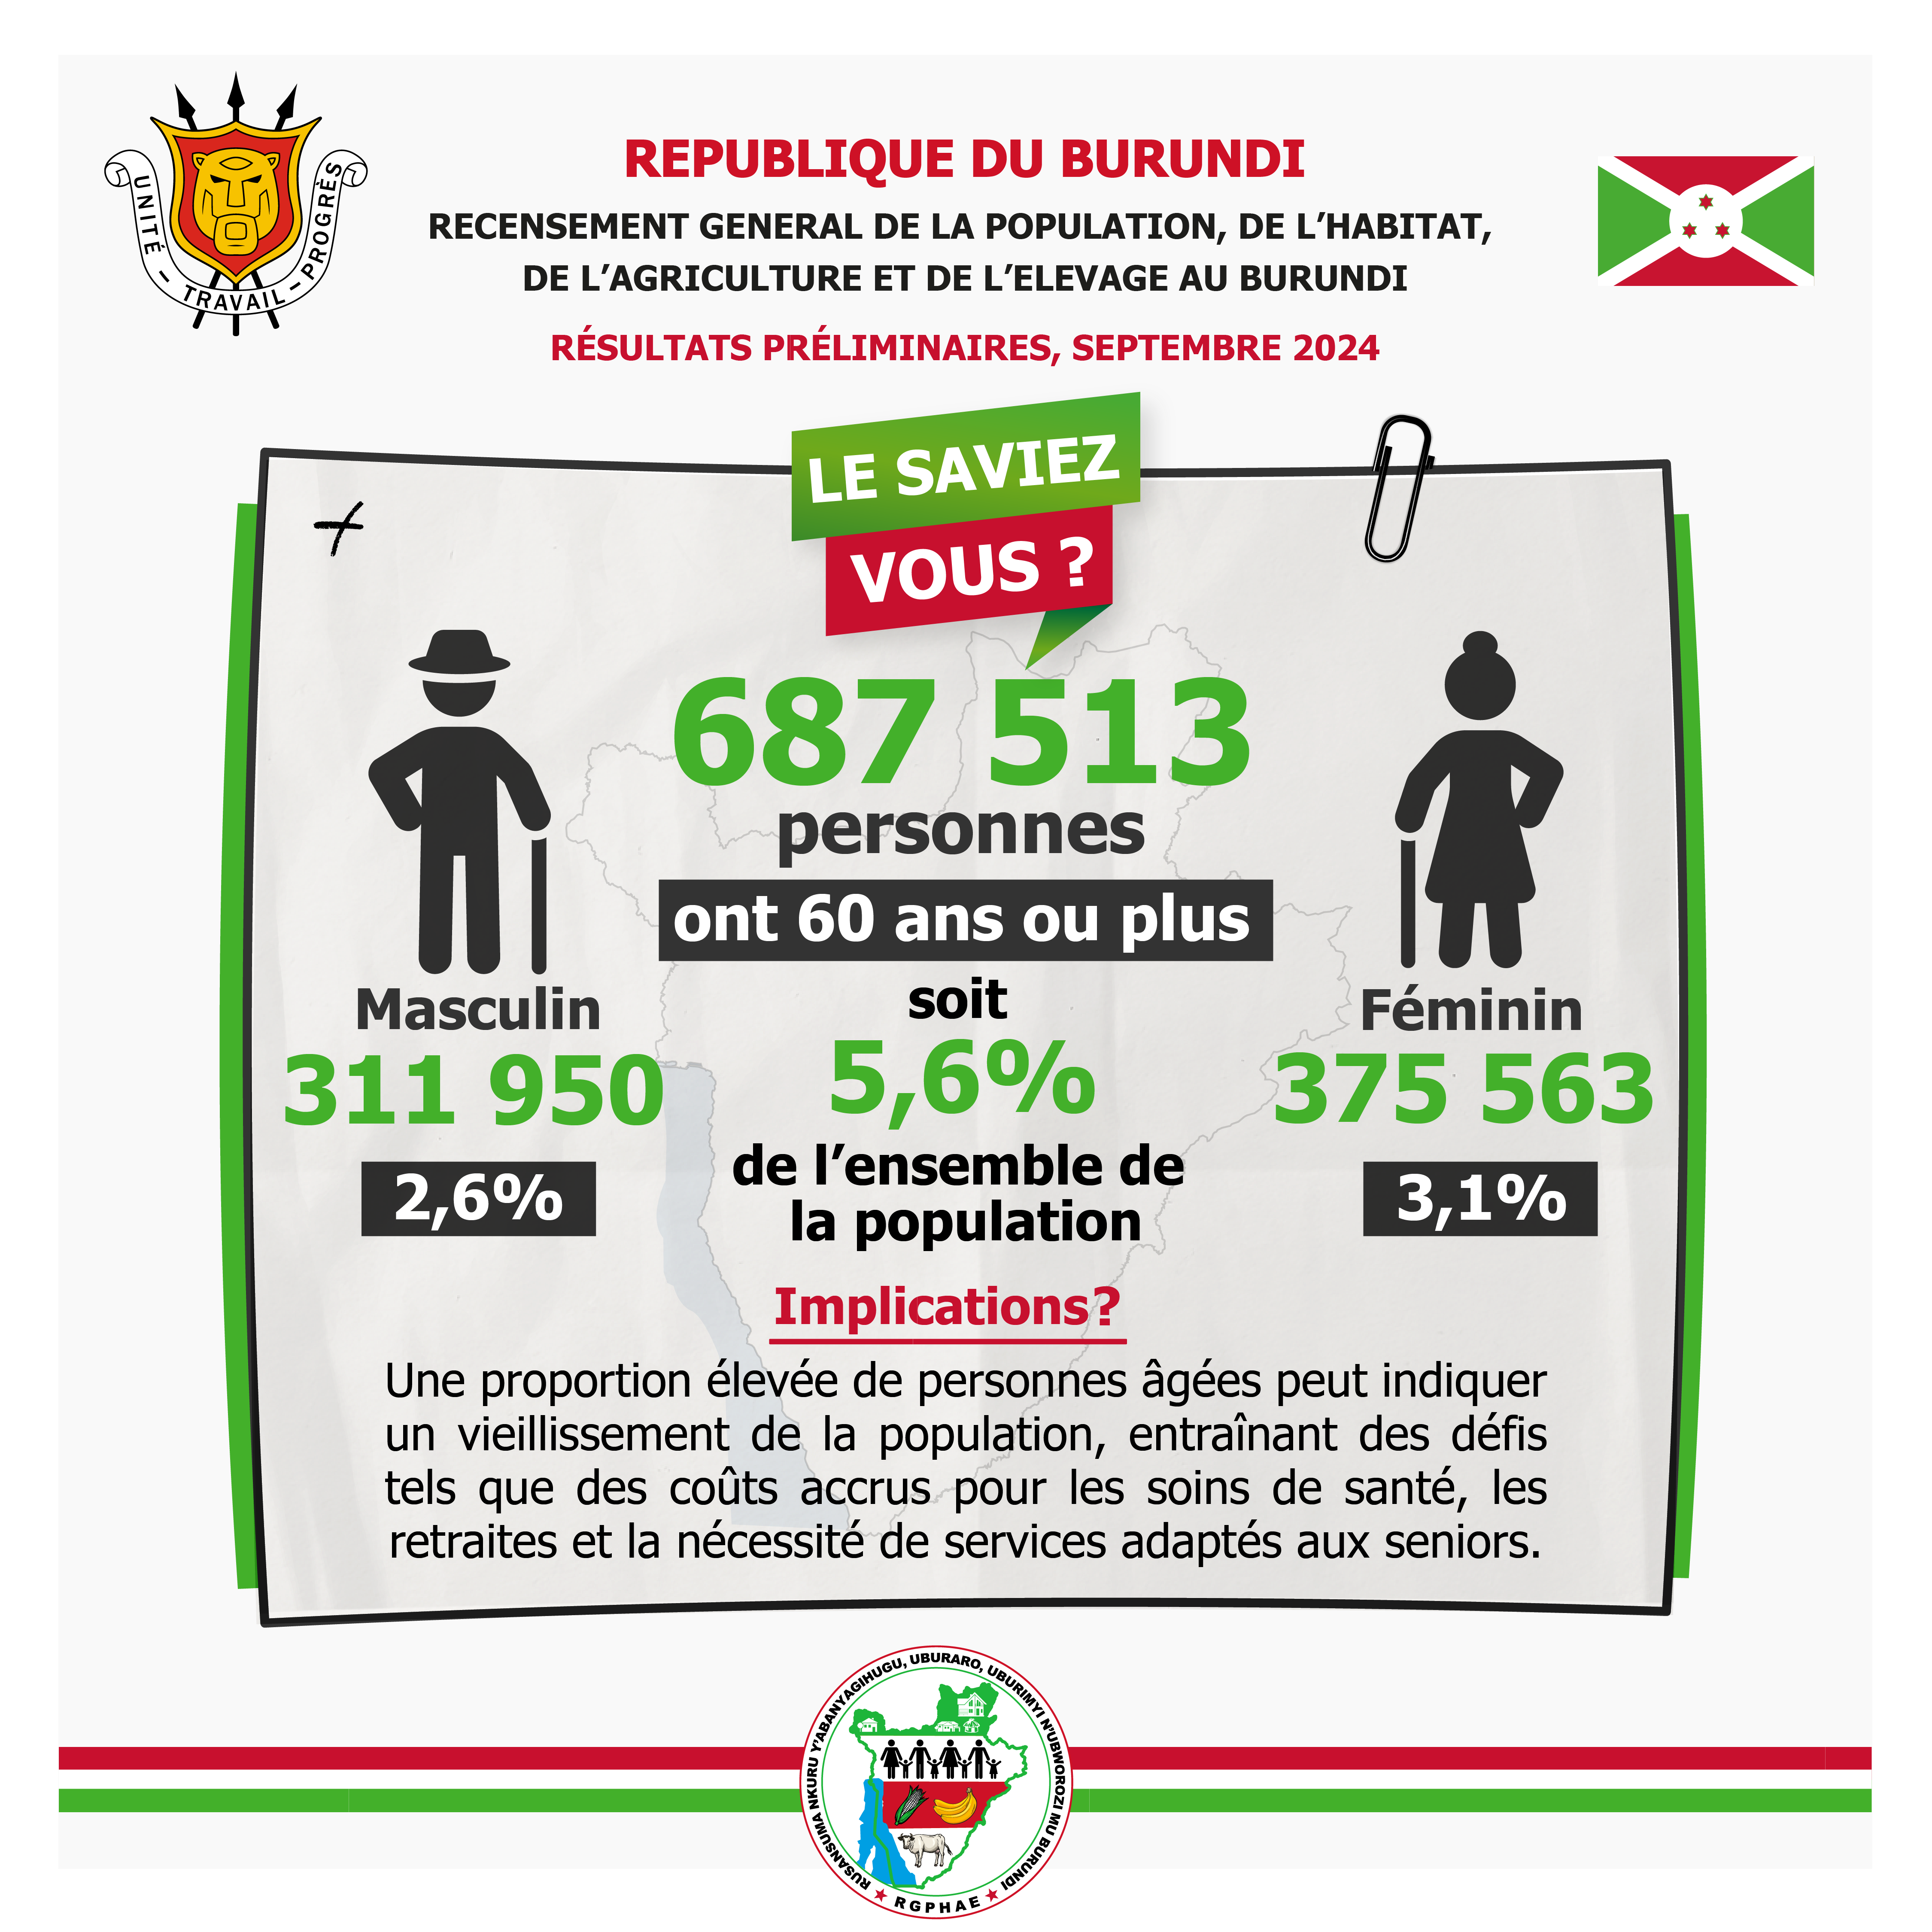 UNITÉ - TRAVAIL - PROGRÈS
REPUBLIQUE DU BURUNDI
RECENSEMENT GENERAL DE LA POPULATION, DE L’HABITAT,
DE L’AGRICULTURE ET DE L’ELEVAGE AU BURUNDI
RÉSULTATS PRÉLIMINAIRES, SEPTEMBRE 2024
LE SAVIEZ
VOUS ?
687 513
personnes
ont 60 ans ou plus
soit
5,6%
de l’ensemble de
la population
Masculin
311 950
2,6%
Féminin
375 563
3,1%
Implications?
Une proportion élevée de personnes âgées peut indiquer
un vieillissement de la population, entraînant des défis
tels que des coûts accrus pour les soins de santé, les
retraites et la nécessité de services adaptés aux seniors.
RUSANSUMA NKURU Y'ABANYAGIHUGU, UBURARO, UBURIMYI N'UBWOROZI MU BURUNDI
RGPHAE